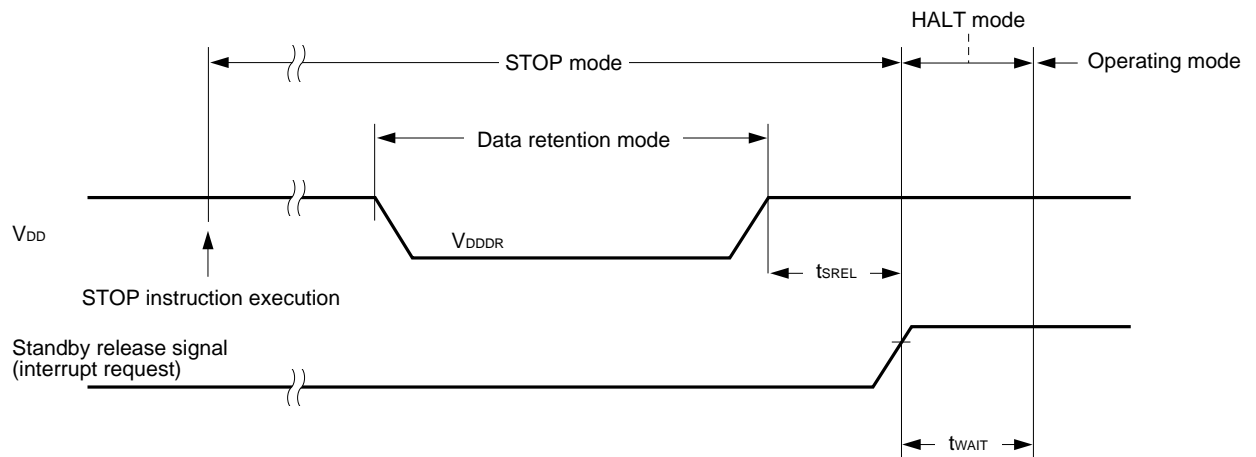 HALT mode
STOP mode
Operating mode
Data retention mode
VDD
VDDDR
tSREL
STOP instruction execution
Standby release signal
(interrupt request)
tWAIT